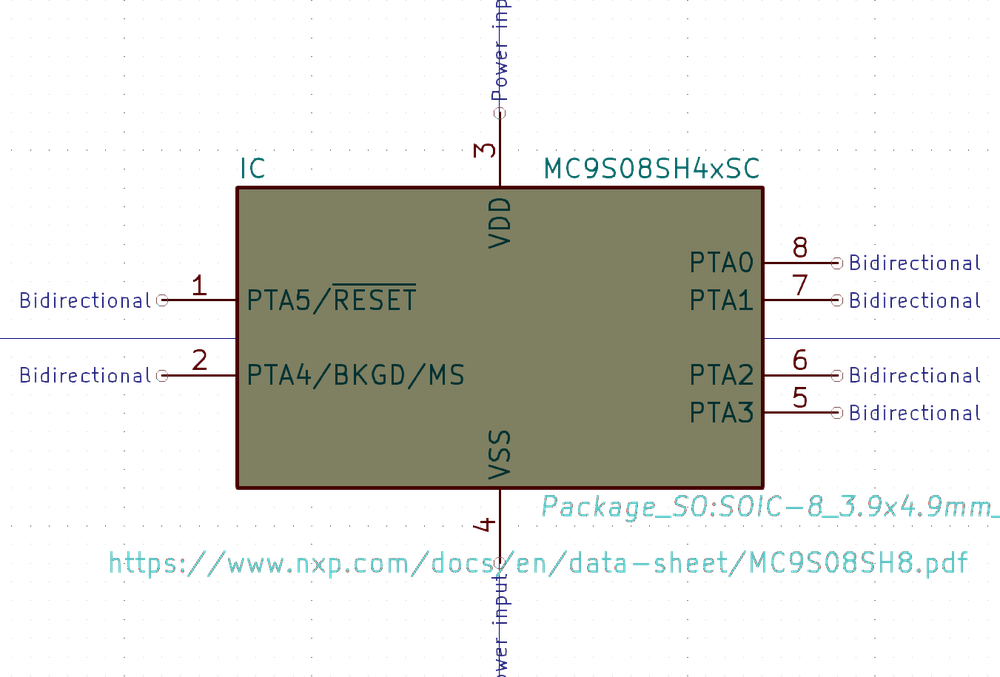 Power inp
3
IC
MC9S08SH4xSC
VDD
PTA0 8 Bidirectional
Bidirectional 1 PTA5/RESET
PTA1 7 Bidirectional
Bidirectional 2 PTA4/BKGD/MS
PTA2 6 Bidirectional
PTA3 5 Bidirectional
VSS
4
Package_SO:SOIC-8_3.9x4.9mm_
https://www.nxp.com/docs/en/data-sheet/MC9S08SH8.pdf
ower input